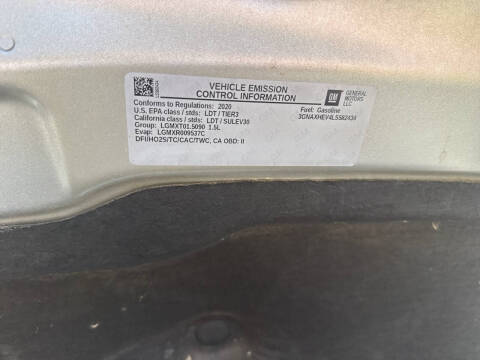 VEHICLE EMISSION
CONTROL INFORMATION
GM
GENERAL
MOTORS
LLC
Conforms to Regulations: 2020
Fuel: Gasoline
U.S. EPA class / stds: LDT / TIER3
3GNAXHEV4LS582434
California class / stds: LDT / SULEV30
Group: LGMXT01.5090 1.5L
Evap: LGMXR009537C
DFI/HO2S/TC/CAC/TWC, CA OBD: II